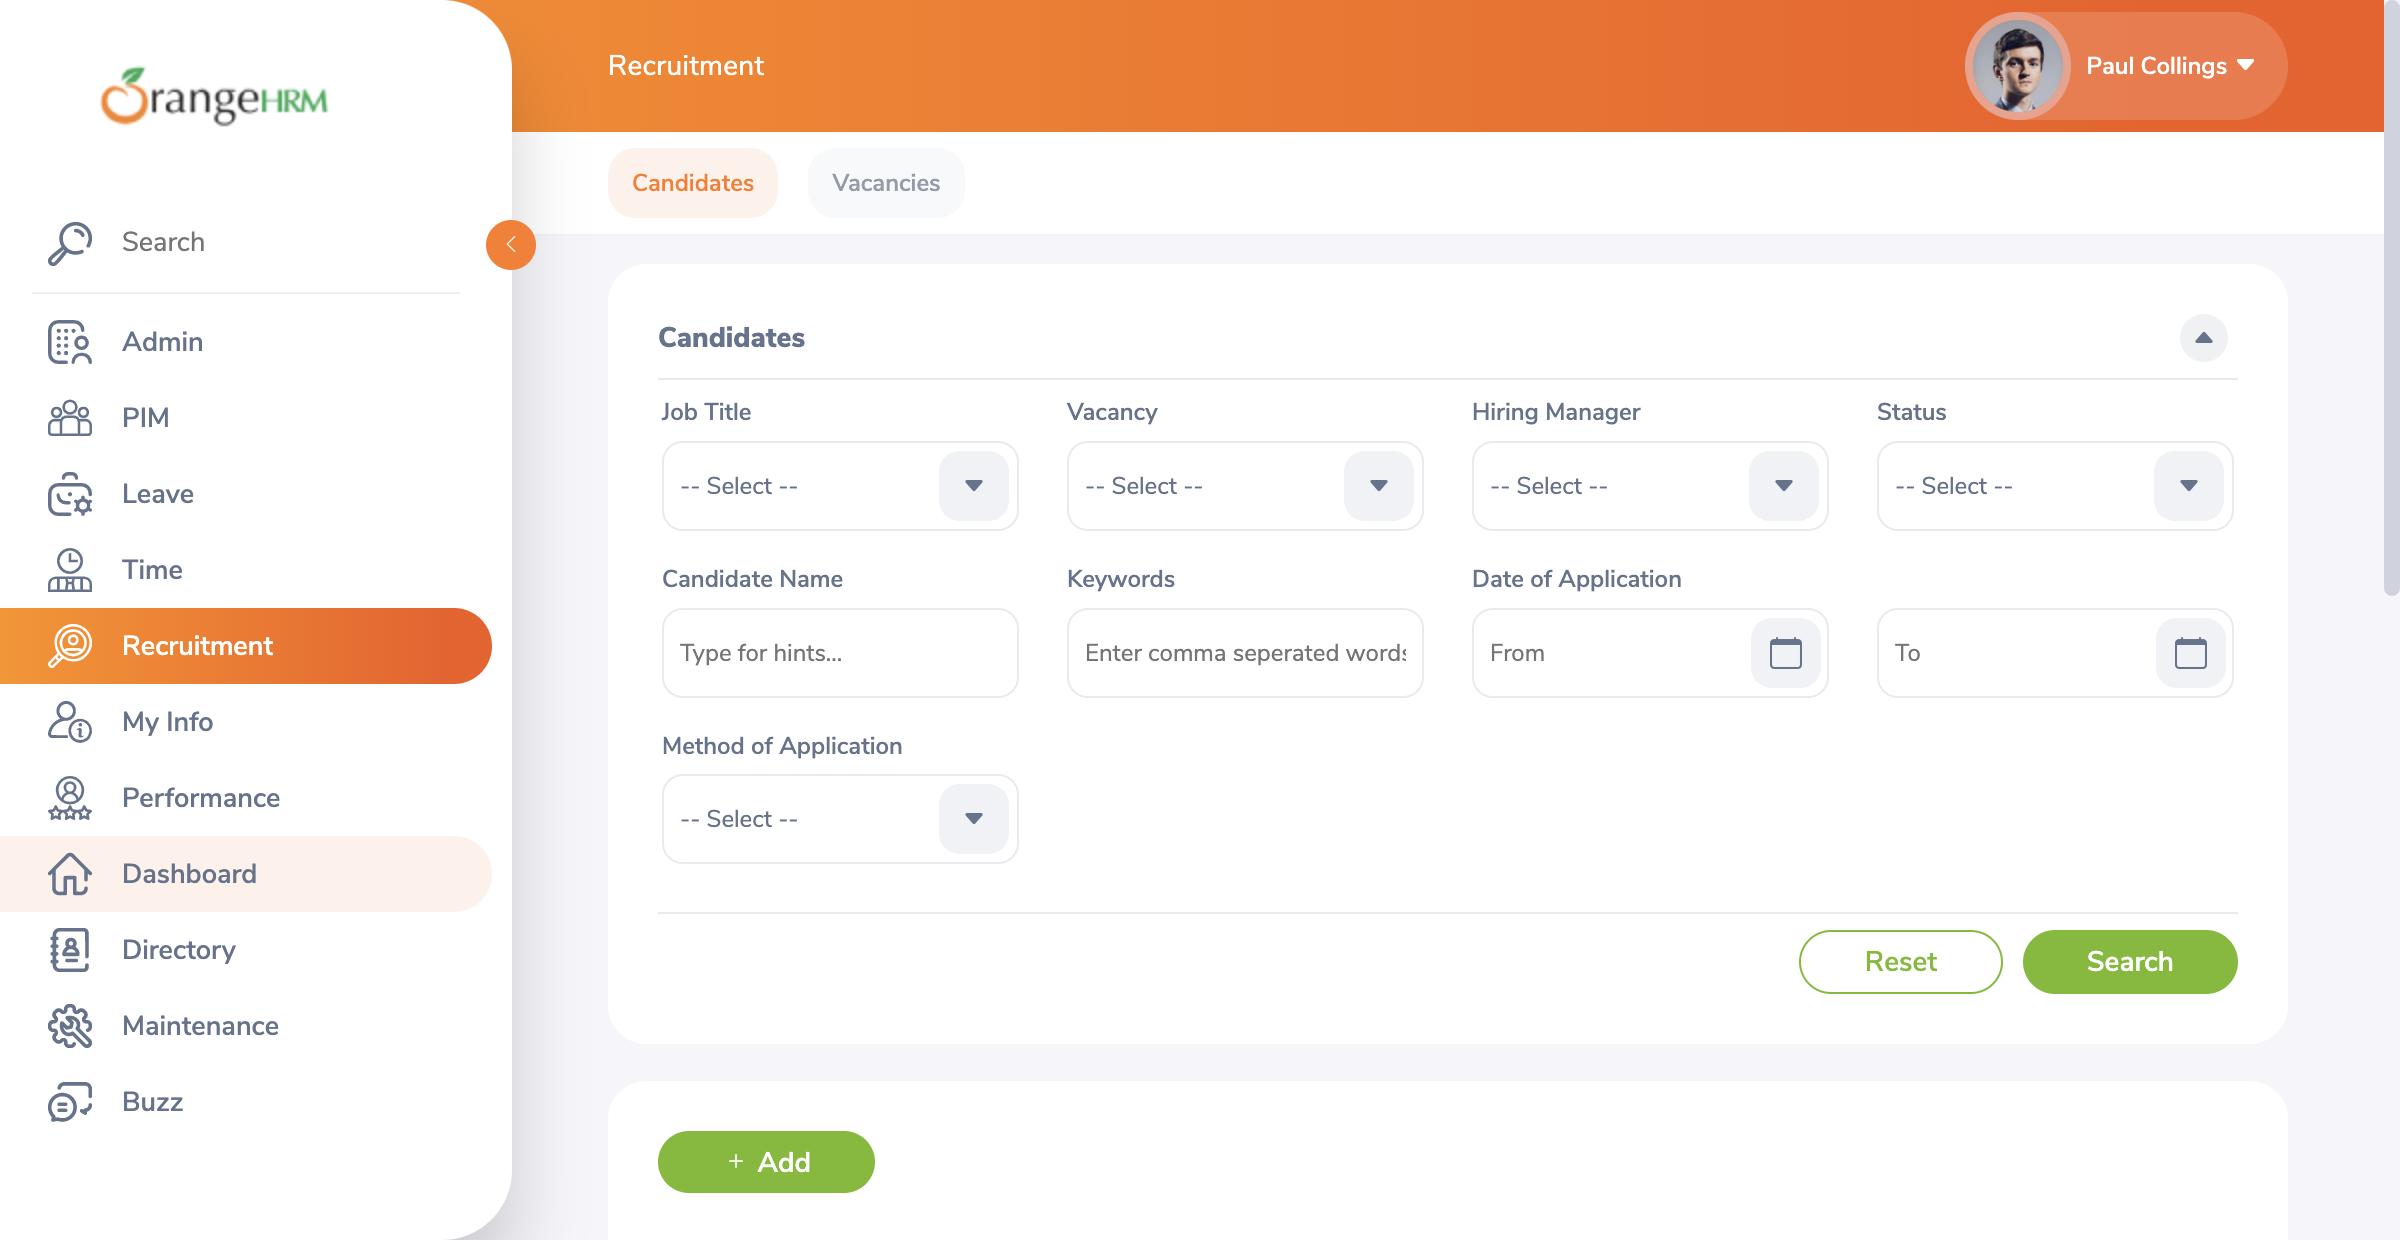 OrangeHRM
Search
Admin
PIM
Leave
Time
Recruitment
My Info
Performance
Dashboard
Directory
Maintenance
Buzz
Recruitment
Paul Collings
Candidates
Vacancies
Candidates
Job Title
Vacancy
Hiring Manager
Status
-- Select --
-- Select --
-- Select --
-- Select --
Candidate Name
Keywords
Date of Application
Type for hints...
Enter comma seperated words
From
To
Method of Application
-- Select --
Reset
Search
+ Add